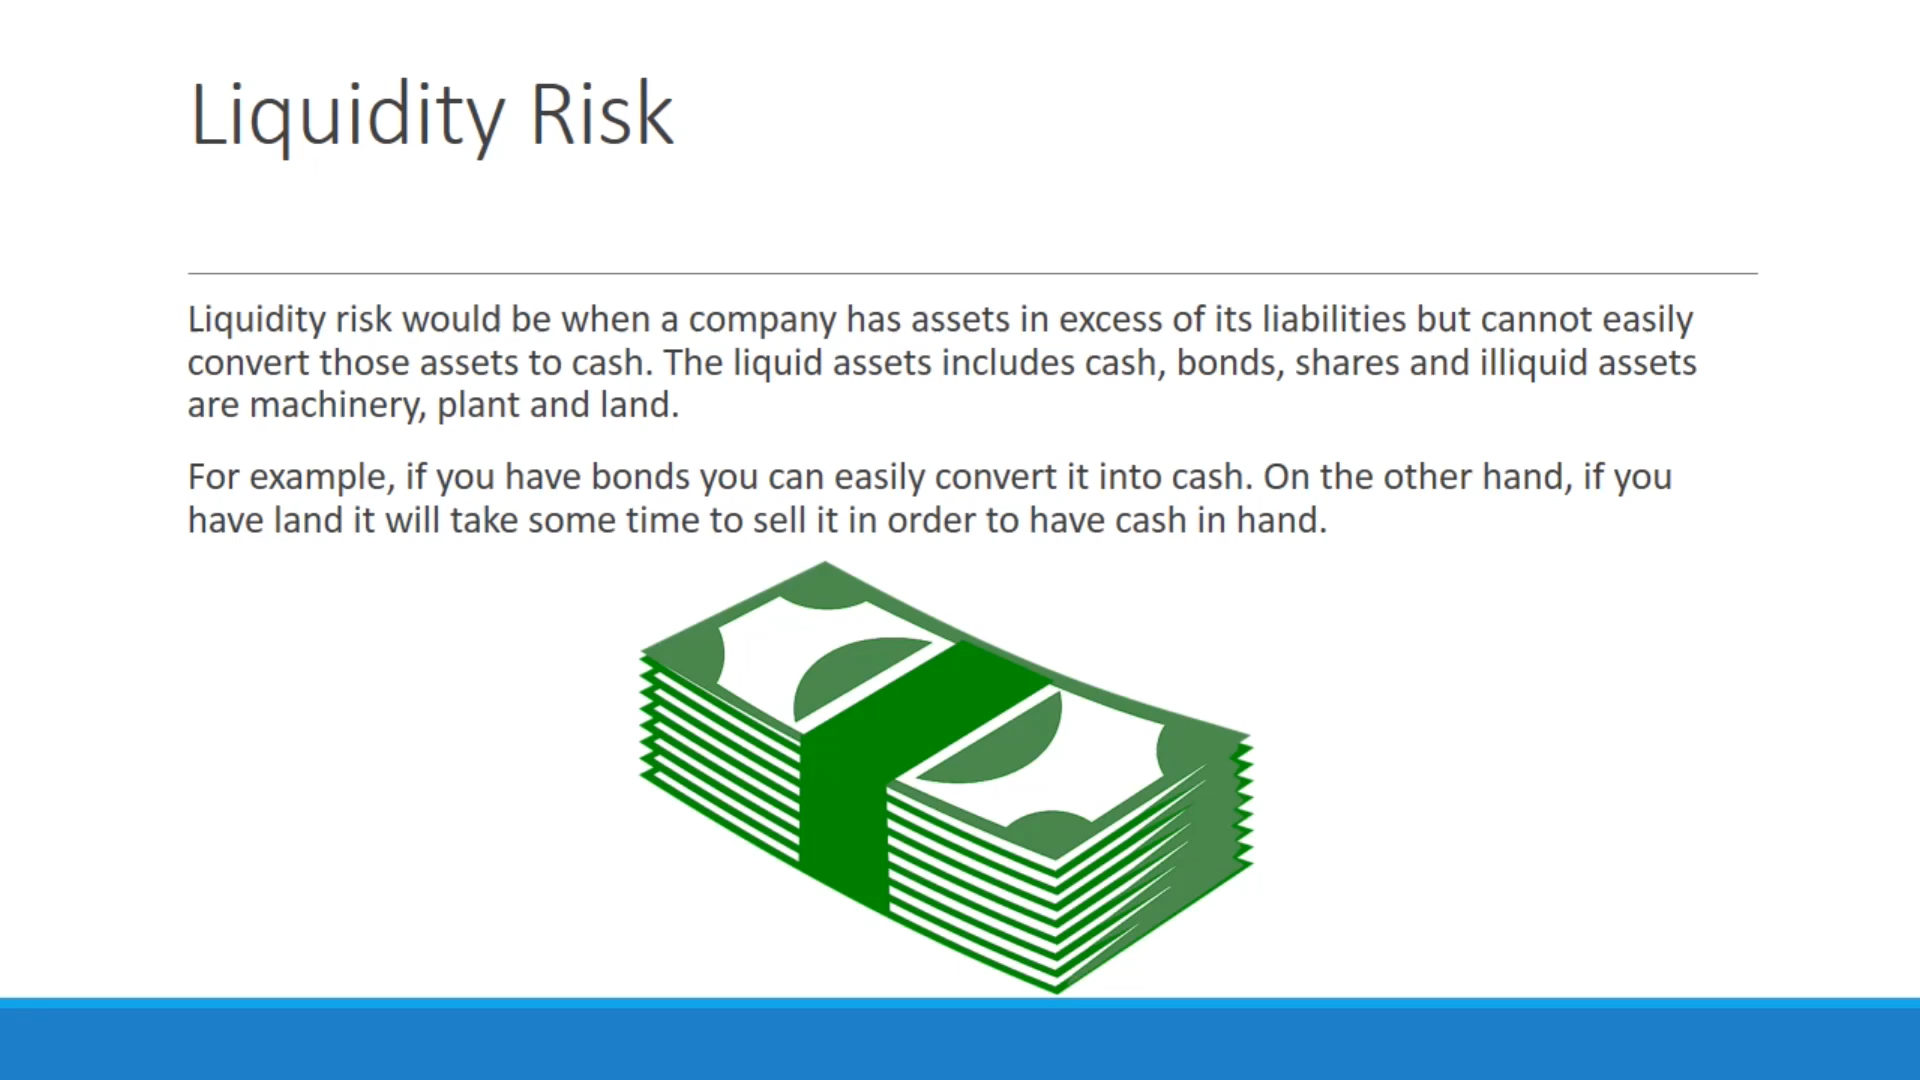 Liquidity Risk
Liquidity risk would be when a company has assets in excess of its liabilities but cannot easily
convert those assets to cash. The liquid assets includes cash, bonds, shares and illiquid assets
are machinery, plant and land.
For example, if you have bonds you can easily convert it into cash. On the other hand, if you
have land it will take some time to sell it in order to have cash in hand.